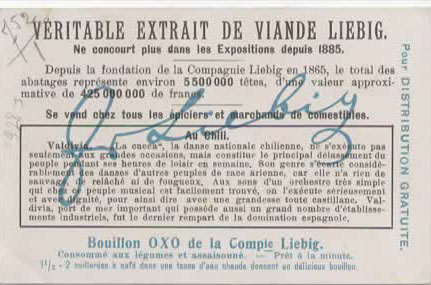 VÉRITABLE EXTRAIT DE VIANDE LIEBIG.
Ne concourt plus dans les Expositions depuis 1885.
Depuis la fondation de la Compagnie Liebig en 1865, le total des
abatages représente environ 5 500 000 têtes, d'une valeur approxi-
mative de 425 000 000 de francs.
Se vend chez tous les épiciers et marchands de comestibles.
Au Chili.
Valdivia. „La cueca", la danse nationale chilienne, ne s'exécute pas
seulement aux grandes occasions, mais constitue le principal délassement du
peuple pendant ses heures de loisir en semaine. Son genre s'écarte considé-
rablement des danses d'autres peuples de race arienne, car elle n'a rien de
sauvage, de relâché ni de fougueux. Aux sons d'un orchestre très simple
qui chez ce peuple musical est facilement trouvé, on l'exécute sérieusement
et avec dignité, pour ainsi dire avec une grandesse toute castillane. Val-
divia, port de mer important qui possède aussi un grand nombre d'établisse-
ments industriels, fut le dernier rempart de la domination espagnole.
Bouillon OXO de la Compie Liebig.
Consommé aux légumes et assaisonné. — Prêt à la minute.
1½ - 2 cuillerées à café dans une tasse d'eau chaude donnent un délicieux bouillon.
Pour DISTRIBUTION GRATUITE.
J v Liebig